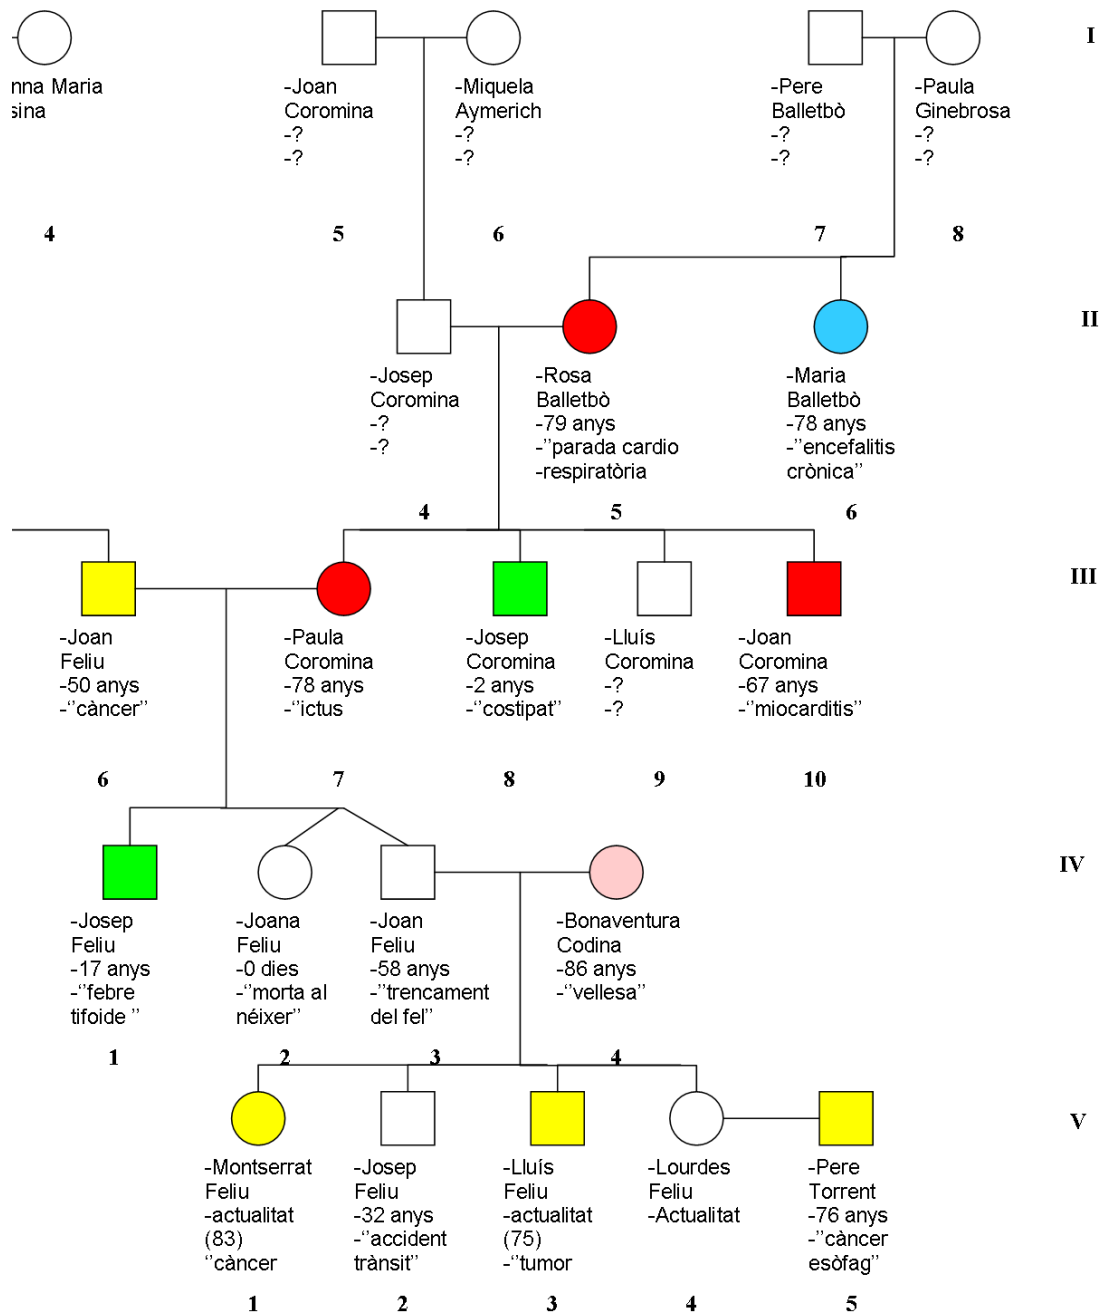 I
nna Maria
sina
-Joan
Coromina
-?
-?
-Miquela
Aymerich
-?
-?
-Pere
Balletbò
-?
-?
-Paula
Ginebrosa
-?
-?
4
5
6
7
8
II
-Josep
Coromina
-?
-?
-Rosa
Balletbò
-79 anys
-"parada cardio
-respiratòria
-Maria
Balletbò
-78 anys
-"encefalitis
crònica"
4
5
6
III
-Joan
Feliu
-50 anys
-"càncer"
-Paula
Coromina
-78 anys
-"ictus
-Josep
Coromina
-2 anys
-"costipat"
-Lluís
Coromina
-?
-?
-Joan
Coromina
-67 anys
-"miocarditis"
6
7
8
9
10
IV
-Josep
Feliu
-17 anys
-"febre
tifoide "
-Joana
Feliu
-0 dies
-"morta al
néixer"
-Joan
Feliu
-58 anys
-"trencament
del fel"
-Bonaventura
Codina
-86 anys
-"vellesa"
1
2
3
4
V
-Montserrat
Feliu
-actualitat
(83)
"càncer
-Josep
Feliu
-32 anys
-"accident
trànsit"
-Lluís
Feliu
-actualitat
(75)
-"tumor
-Lourdes
Feliu
-Actualitat
-Pere
Torrent
-76 anys
-"càncer
esòfag"
1
2
3
4
5